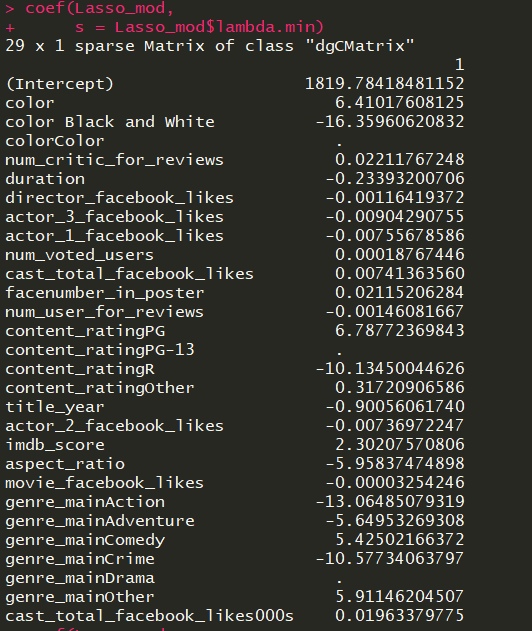 > coef(Lasso_mod,
+      s = Lasso_mod$lambda.min)
29 x 1 sparse Matrix of class "dgCMatrix"
1
(Intercept) 1819.78418481152
color 6.41017608125
color Black and White -16.35960620832
colorColor .
num_critic_for_reviews 0.02211767248
duration -0.23393200706
director_facebook_likes -0.00116419372
actor_3_facebook_likes -0.00904290755
actor_1_facebook_likes -0.00755678586
num_voted_users 0.00018767446
cast_total_facebook_likes 0.00741363560
facenumber_in_poster 0.02115206284
num_user_for_reviews -0.00146081667
content_ratingPG 6.78772369843
content_ratingPG-13 .
content_ratingR -10.13450044626
content_ratingOther 0.31720906586
title_year -0.90056061740
actor_2_facebook_likes -0.00736972247
imdb_score 2.30207570806
aspect_ratio -5.95837474898
movie_facebook_likes -0.00003254246
genre_mainAction -13.06485079319
genre_mainAdventure -5.64953269308
genre_mainComedy 5.42502166372
genre_mainCrime -10.57734063797
genre_mainDrama .
genre_mainOther 5.91146204507
cast_total_facebook_likes000s 0.01963379775